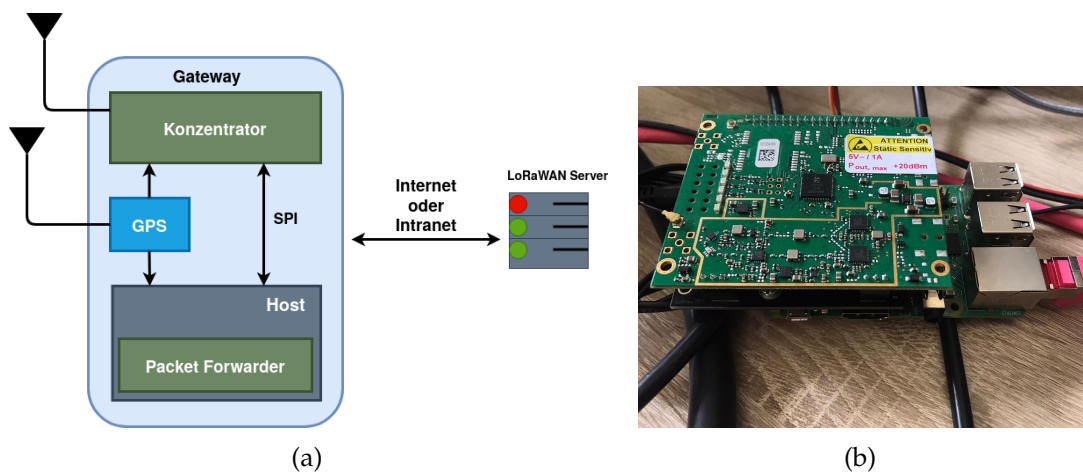 Gateway
Konzentrator
GPS
SPI
Host
Packet Forwarder
Internet
oder
Intranet
LoRaWAN Server
ATTENTION
Static Sensitiv
5V⎓/ 1A
Pout, max +20dBm
(a)
(b)